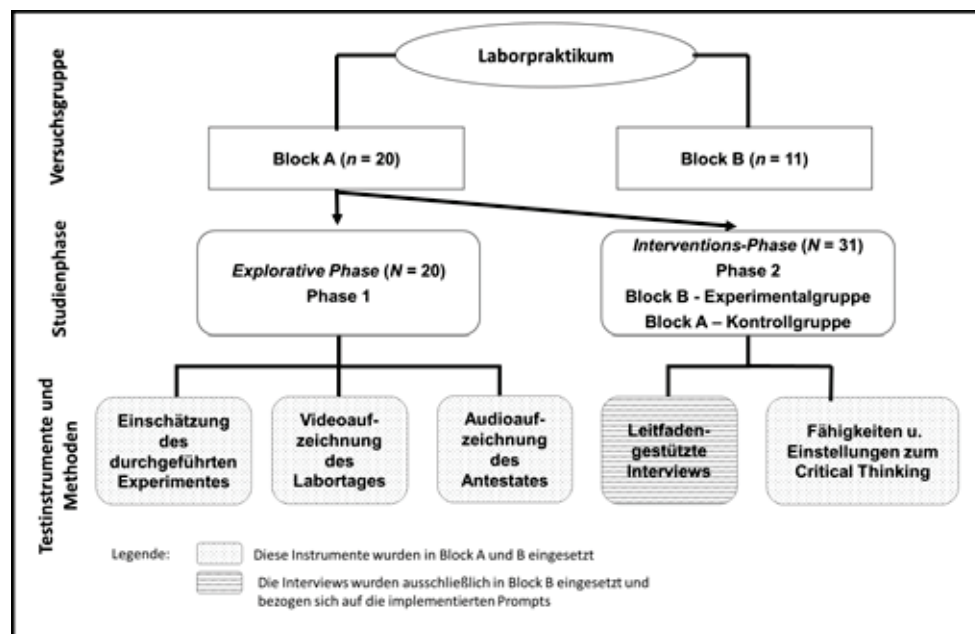 Versuchsgruppe
Laborpraktikum
Block A (n = 20)
Block B (n = 11)
Studienphase
Explorative Phase (N = 20)
Phase 1
Interventions-Phase (N = 31)
Phase 2
Block B - Experimentalgruppe
Block A – Kontrollgruppe
Testinstrumente und
Methoden
Einschätzung
des
durchgeführten
Experimentes
Videoauf-
zeichnung
des
Labortages
Audioauf-
zeichnung
des
Antestates
Leitfaden-
gestützte
Interviews
Fähigkeiten u.
Einstellungen zum
Critical Thinking
Legende:
Diese Instrumente wurden in Block A und B eingesetzt
Die Interviews wurden ausschließlich in Block B eingesetzt und
bezogen sich auf die implementierten Prompts